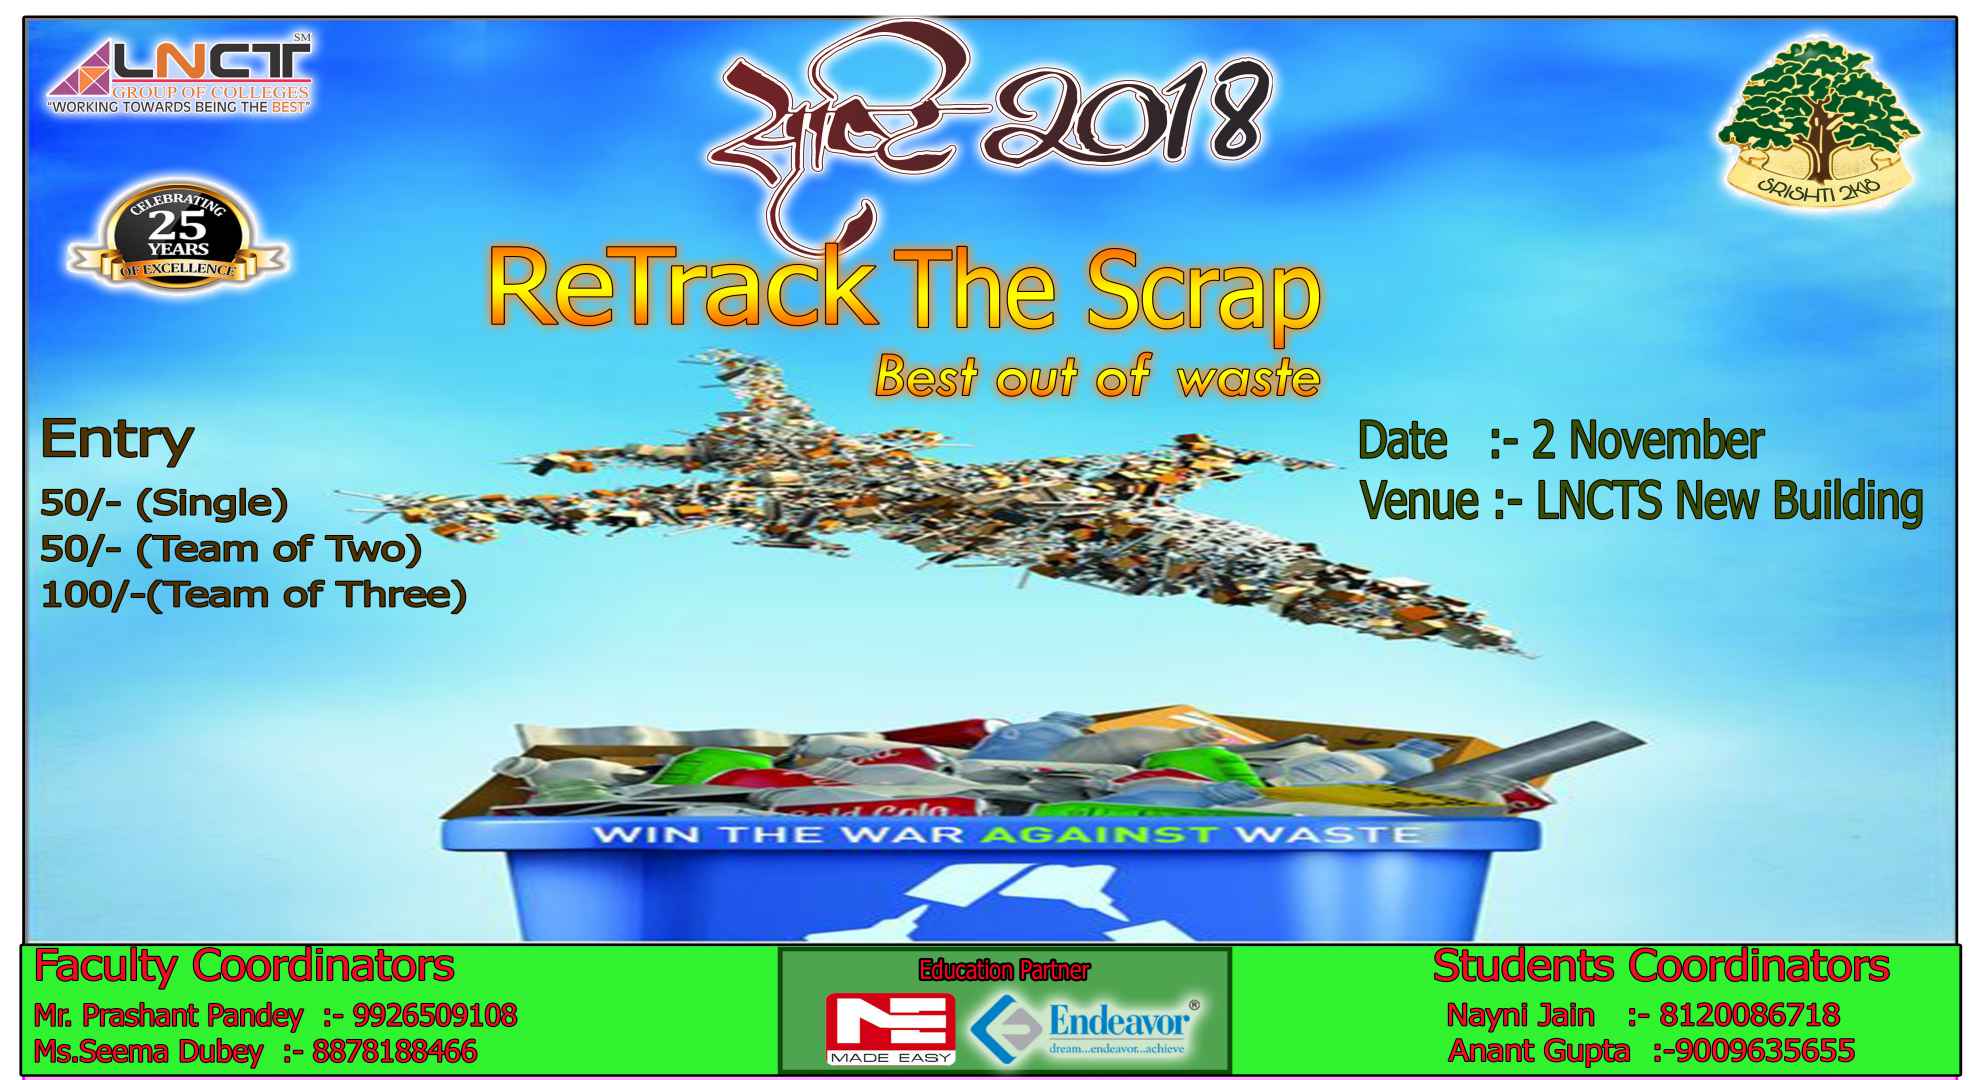 LNCT SM
GROUP OF COLLEGES
"WORKING TOWARDS BEING THE BEST"
सृष्टि 2018
SRISHTI 2K18
CELEBRATING
25
YEARS
OF EXCELLENCE
ReTrack The Scrap
Best out of waste
Entry
50/- (Single)
50/- (Team of Two)
100/-(Team of Three)
Date :- 2 November
Venue :- LNCTS New Building
WIN THE WAR AGAINST WASTE
Faculty Coordinators
Mr. Prashant Pandey :- 9926509108
Ms.Seema Dubey :- 8878188466
Education Partner
ME
MADE EASY
Endeavor®
dream...endeavor...achieve
Students Coordinators
Nayni Jain :- 8120086718
Anant Gupta :-9009635655